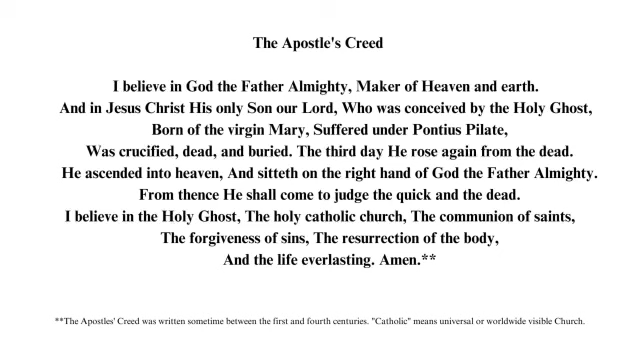 The Apostle's Creed
I believe in God the Father Almighty, Maker of Heaven and earth.
And in Jesus Christ His only Son our Lord, Who was conceived by the Holy Ghost,
Born of the virgin Mary, Suffered under Pontius Pilate,
Was crucified, dead, and buried. The third day He rose again from the dead.
He ascended into heaven, And sitteth on the right hand of God the Father Almighty.
From thence He shall come to judge the quick and the dead.
I believe in the Holy Ghost, The holy catholic church, The communion of saints,
The forgiveness of sins, The resurrection of the body,
And the life everlasting. Amen.**
**The Apostles' Creed was written sometime between the first and fourth centuries. "Catholic" means universal or worldwide visible Church.